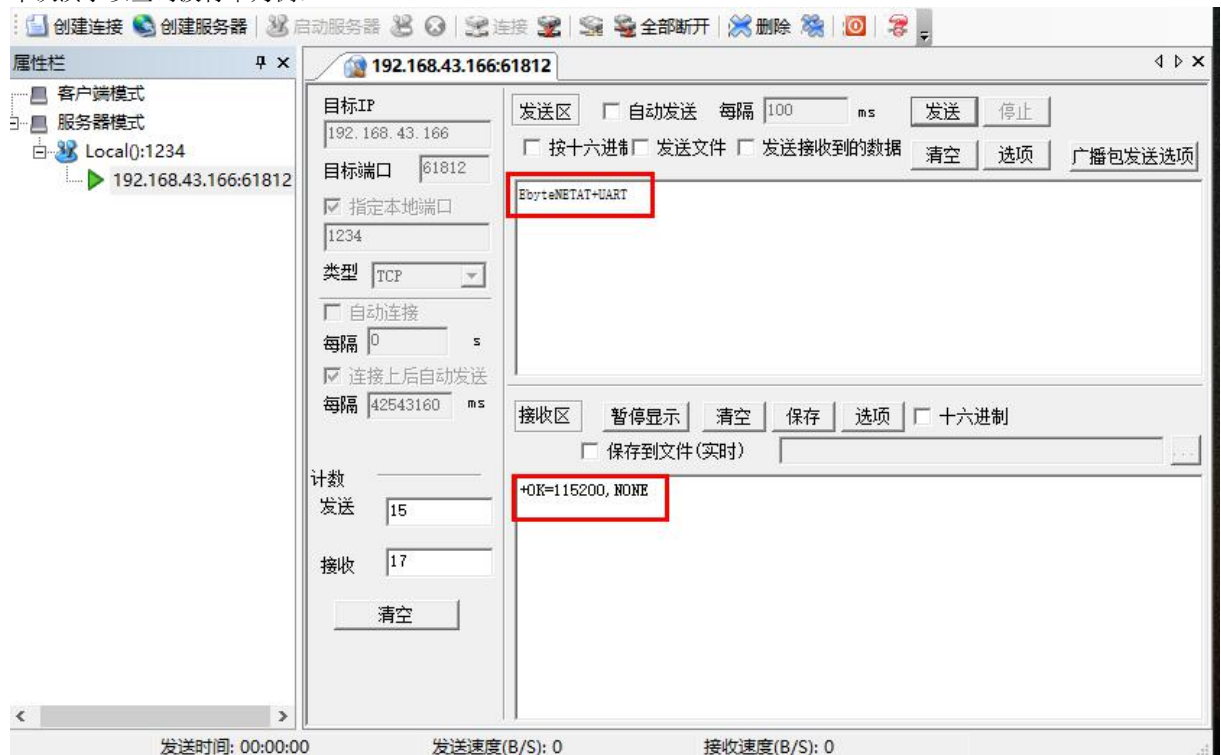 创建连接 创建服务器 启动服务器 连接 全部断开 删除
属性栏
客户端模式
服务器模式
Local():1234
192.168.43.166:61812
192.168.43.166:61812
目标IP
192.168.43.166
目标端口 61812
指定本地端口
1234
类型 TCP
自动连接
每隔 0 s
连接上后自动发送
每隔 42543160 ms
计数
发送 15
接收 17
清空
发送区 自动发送 每隔 100 ms 发送 停止
按十六进制 发送文件 发送接收到的数据 清空 选项 广播包发送选项
EbyteNETAT+UART
接收区 暂停显示 清空 保存 选项 十六进制
保存到文件(实时) ...
+OK=115200,NONE
发送时间: 00:00:00 发送速度(B/S): 0 接收速度(B/S): 0